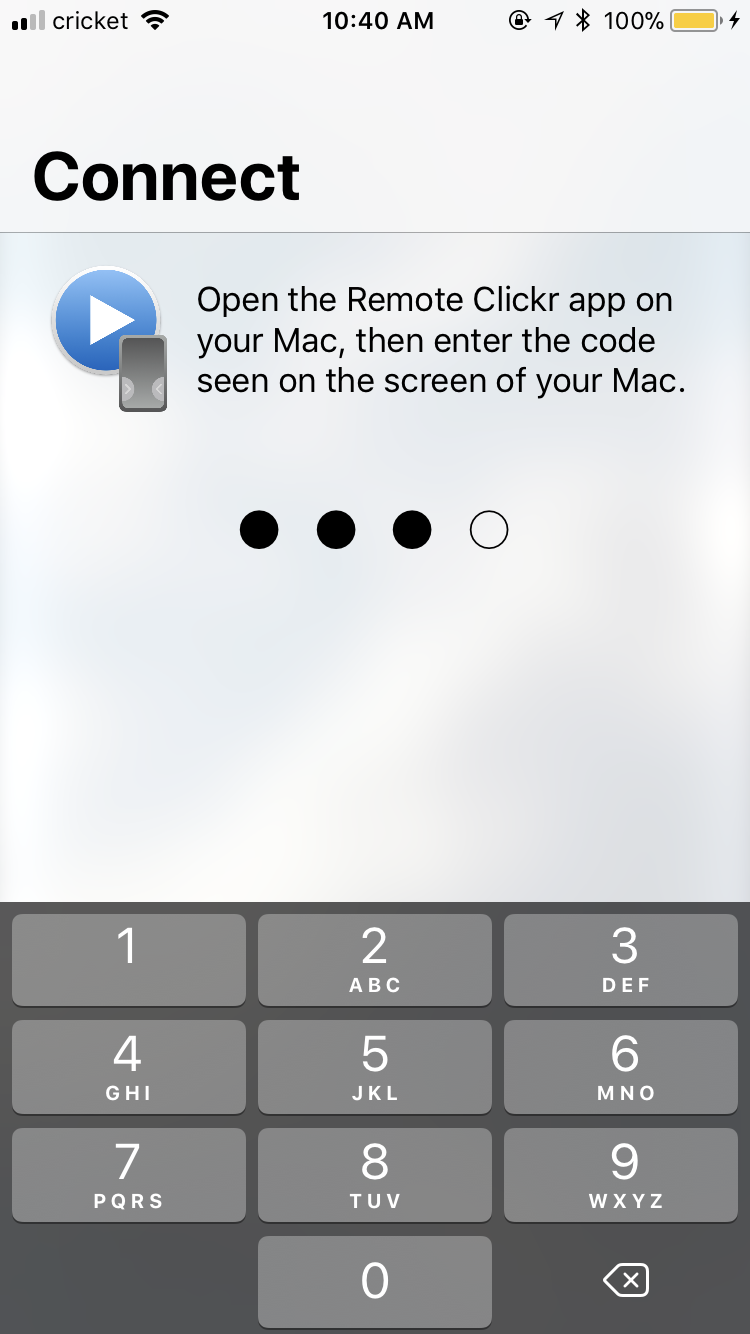 cricket 10:40 AM 100%
Connect
Open the Remote Clickr app on
your Mac, then enter the code
seen on the screen of your Mac.
1 2 3
ABC DEF
4 5 6
GHI JKL MNO
7 8 9
PQRS TUV WXYZ
0